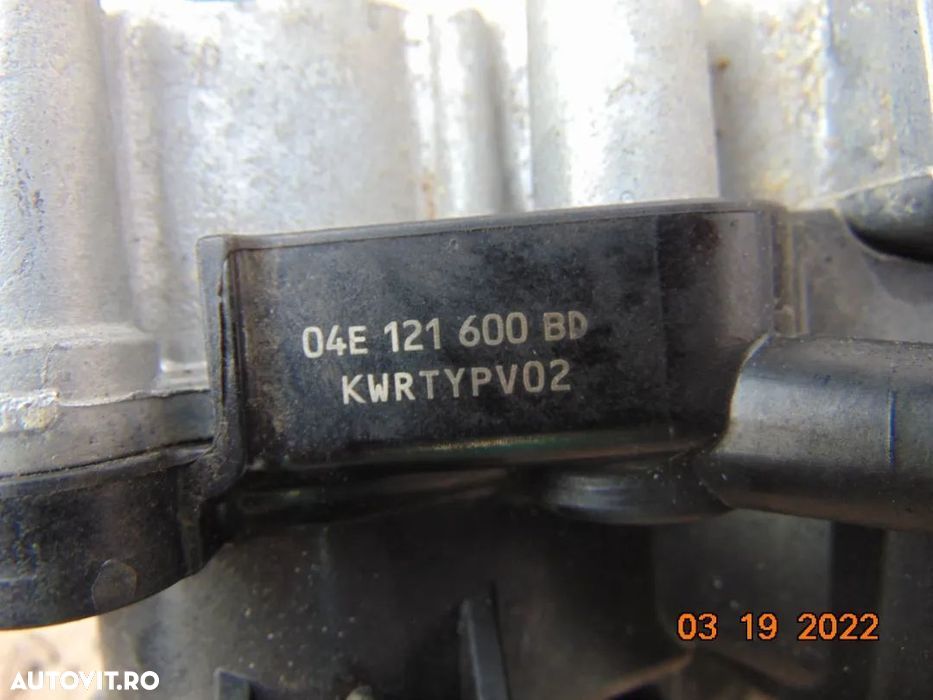 04E 121 600 BD
KWRTYPV02
03 19 2022
AUTOVIT.RO